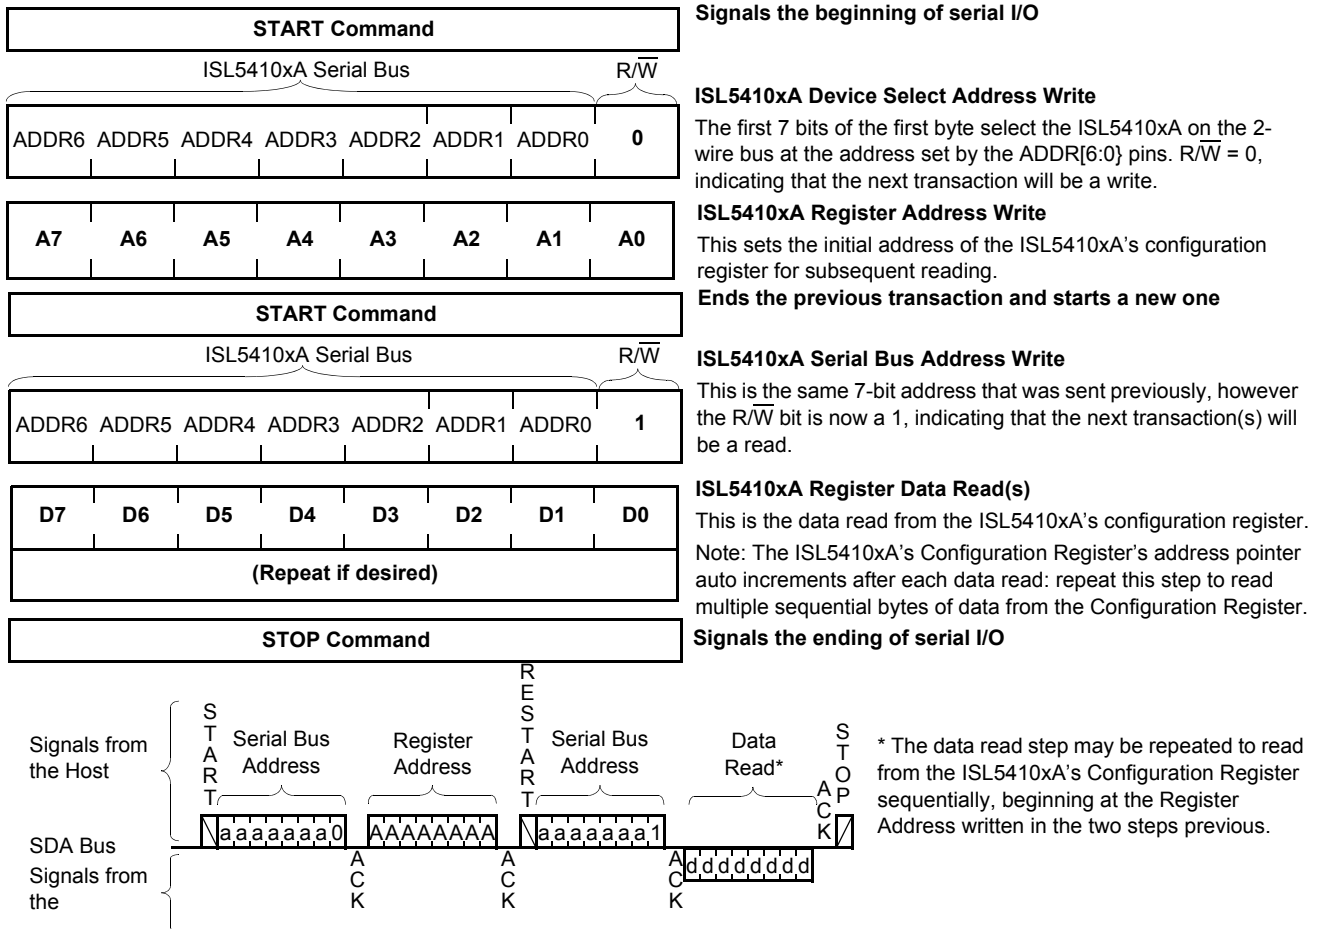 START Command
Signals the beginning of serial I/O
ISL5410xA Serial Bus
R/W
ADDR6 ADDR5 ADDR4 ADDR3 ADDR2 ADDR1 ADDR0 0
ISL5410xA Device Select Address Write
The first 7 bits of the first byte select the ISL5410xA on the 2-
wire bus at the address set by the ADDR[6:0} pins. R/W = 0,
indicating that the next transaction will be a write.
A7 A6 A5 A4 A3 A2 A1 A0
ISL5410xA Register Address Write
This sets the initial address of the ISL5410xA's configuration
register for subsequent reading.
START Command
Ends the previous transaction and starts a new one
ISL5410xA Serial Bus
R/W
ADDR6 ADDR5 ADDR4 ADDR3 ADDR2 ADDR1 ADDR0 1
ISL5410xA Serial Bus Address Write
This is the same 7-bit address that was sent previously, however
the R/W bit is now a 1, indicating that the next transaction(s) will
be a read.
D7 D6 D5 D4 D3 D2 D1 D0
(Repeat if desired)
ISL5410xA Register Data Read(s)
This is the data read from the ISL5410xA's configuration register.
Note: The ISL5410xA's Configuration Register's address pointer
auto increments after each data read: repeat this step to read
multiple sequential bytes of data from the Configuration Register.
STOP Command
Signals the ending of serial I/O
Signals from
the Host
START
Serial Bus
Address
Register
Address
RESTART
Serial Bus
Address
Data
Read*
ACK
STOP
aaaaaaa0
AAAAAAAA
aaaaaaa1
SDA Bus
Signals from
the
ACK
ACK
ACK
dddddddd
* The data read step may be repeated to read
from the ISL5410xA's Configuration Register
sequentially, beginning at the Register
Address written in the two steps previous.